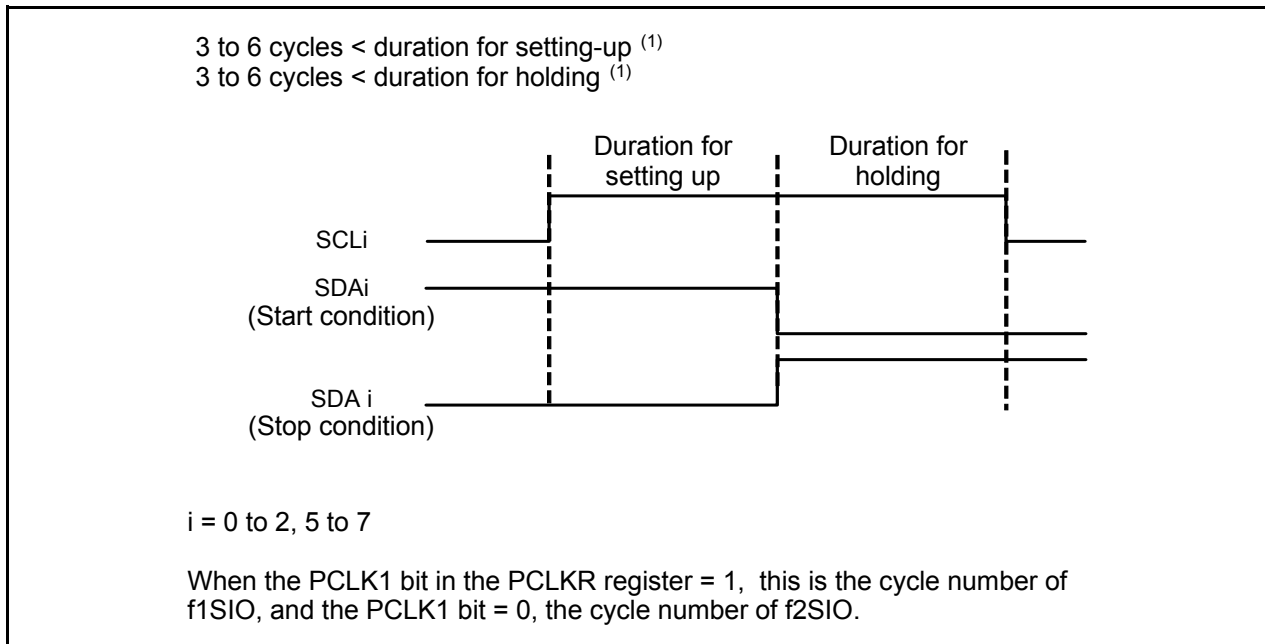 3 to 6 cycles < duration for setting-up (1)
3 to 6 cycles < duration for holding (1)
Duration for
setting up
Duration for
holding
SCLi
SDAi
(Start condition)
SDA i
(Stop condition)
i = 0 to 2, 5 to 7
When the PCLK1 bit in the PCLKR register = 1, this is the cycle number of
f1SIO, and the PCLK1 bit = 0, the cycle number of f2SIO.